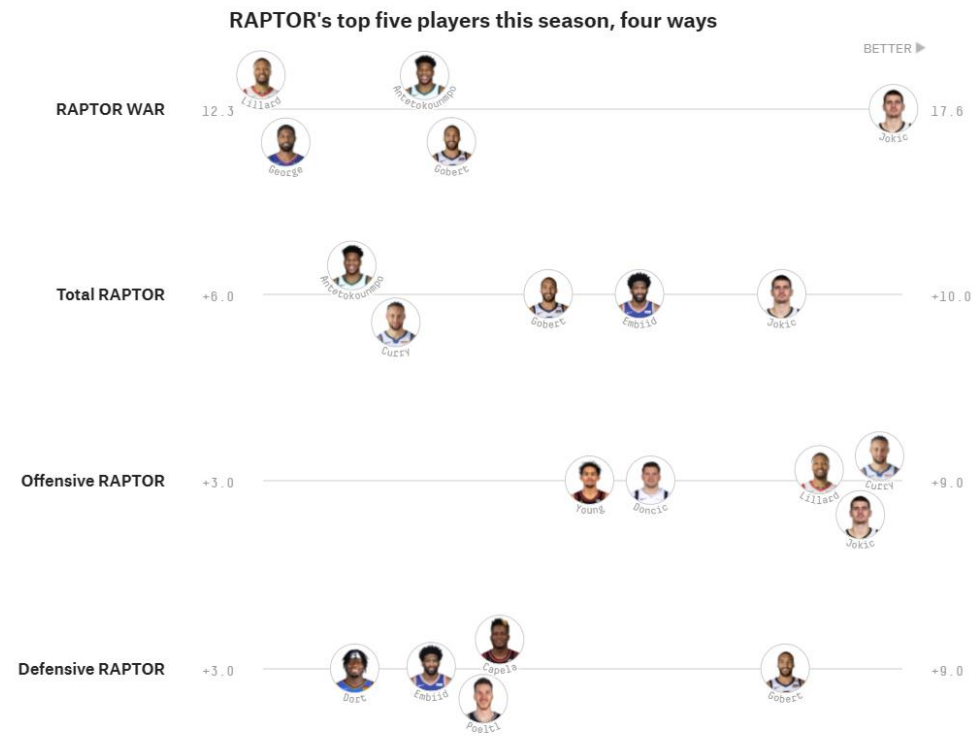 RAPTOR's top five players this season, four ways
BETTER ▶
Lillard
Antetokounmpo
RAPTOR WAR
12.3
17.6
Jokic
George
Gobert
Antetokounmpo
Total RAPTOR
+6.0
+10.0
Gobert
Embiid
Jokic
Curry
Curry
Lillard
Offensive RAPTOR
+3.0
+9.0
Young
Doncic
Jokic
Capela
Defensive RAPTOR
+3.0
+9.0
Dort
Embiid
Gobert
Poeltl